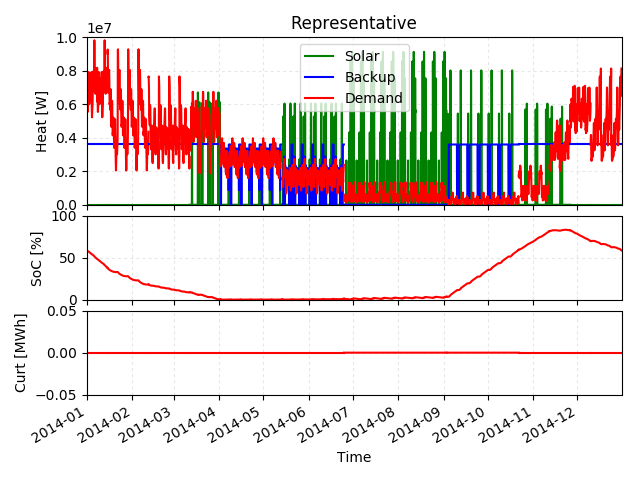 Representative
1e7
Heat [W]
1.0
0.8
0.6
0.4
0.2
0.0
Solar
Backup
Demand
SoC [%]
100
50
0
Curt [MWh]
0.05
0.00
−0.05
2014-01
2014-02
2014-03
2014-04
2014-05
2014-06
2014-07
2014-08
2014-09
2014-10
2014-11
2014-12
Time